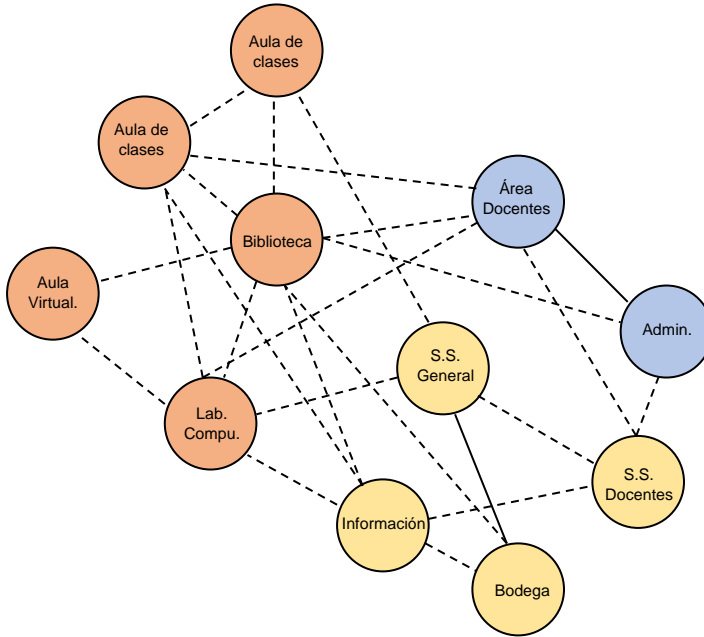 Aula de
clases
Aula de
clases
Área
Docentes
Biblioteca
Aula
Virtual.
Admin.
S.S.
General
Lab.
Compu.
S.S.
Docentes
Información
Bodega